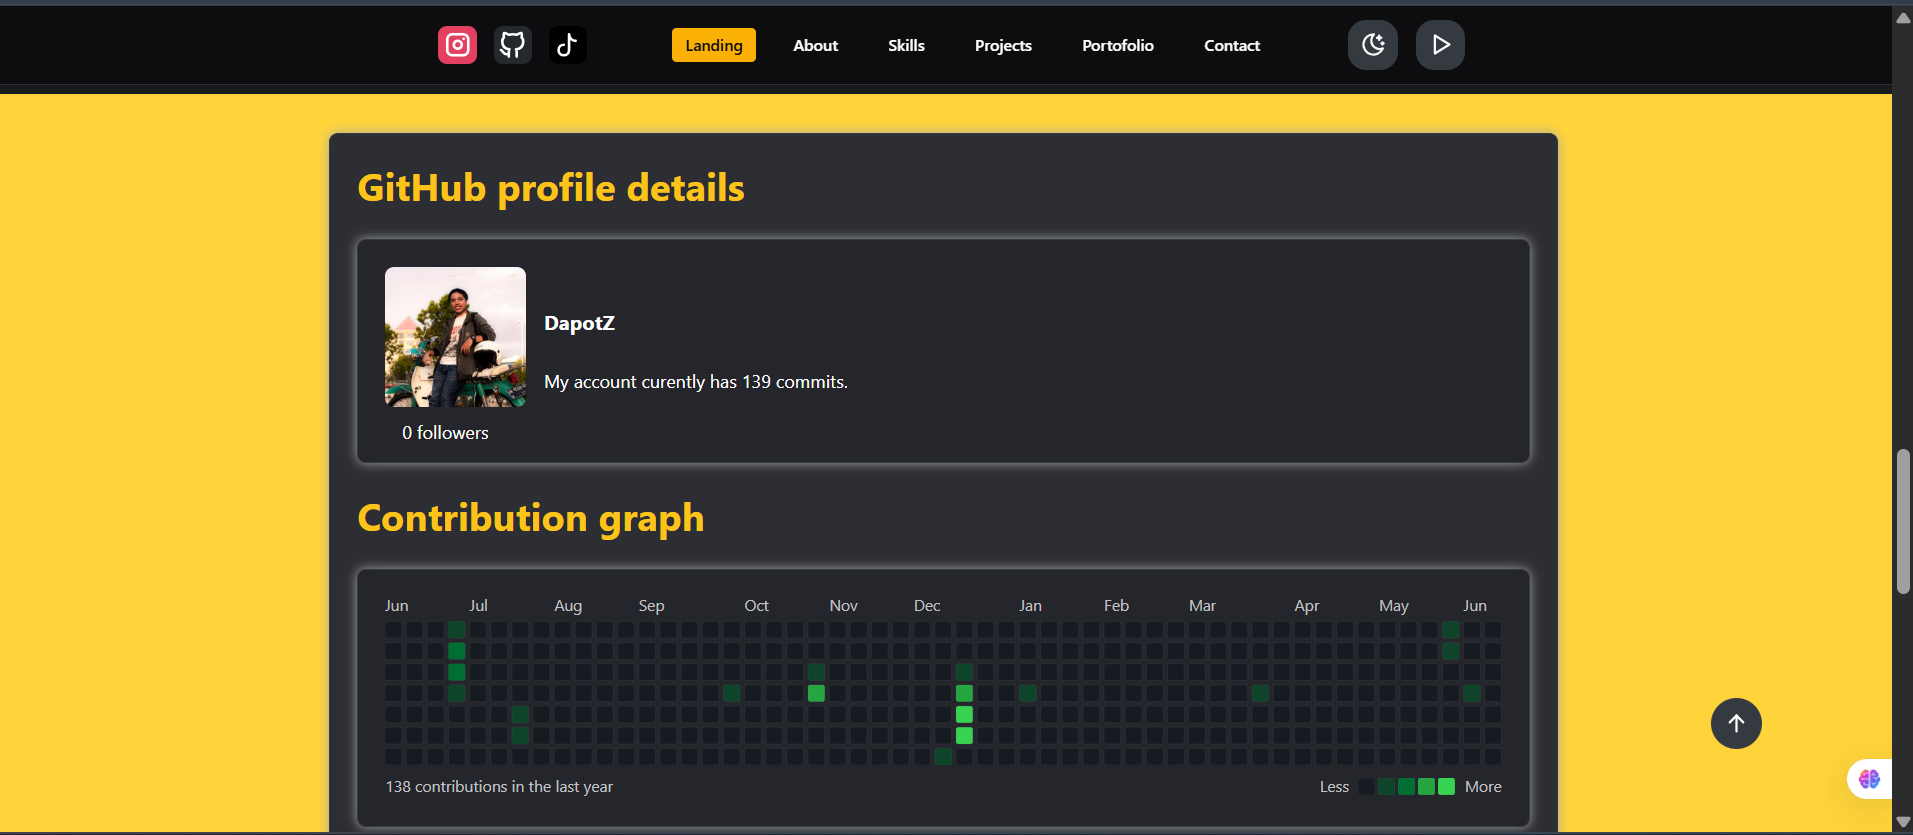 Landing About Skills Projects Portofolio Contact
GitHub profile details
DapotZ
My account curently has 139 commits.
0 followers
Contribution graph
Jun Jul Aug Sep Oct Nov Dec Jan Feb Mar Apr May Jun
138 contributions in the last year
Less More